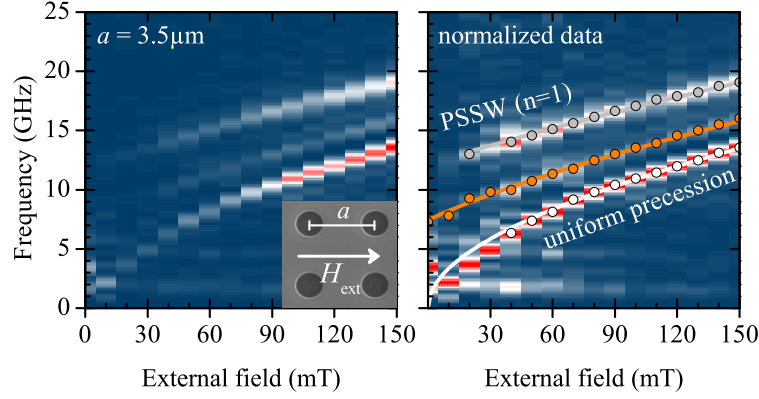 a = 3.5µm
normalized data
25
20
15
10
5
0
Frequency (GHz)
PSSW (n=1)
uniform precession
a
H ext
0 30 60 90 120 150
30 60 90 120 150
External field (mT)
External field (mT)